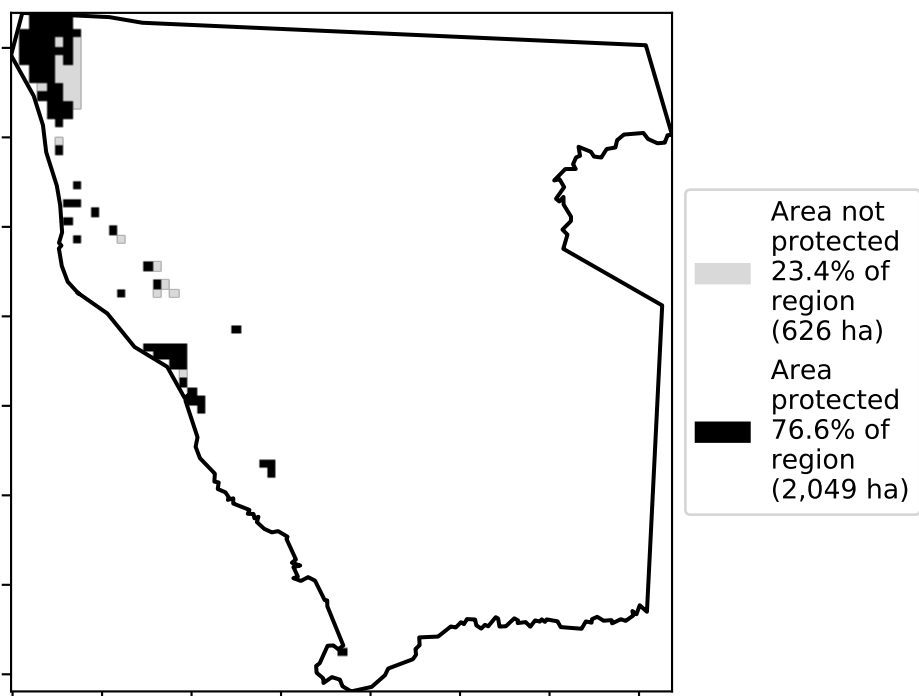 Area not
protected
23.4% of
region
(626 ha)
Area
protected
76.6% of
region
(2,049 ha)